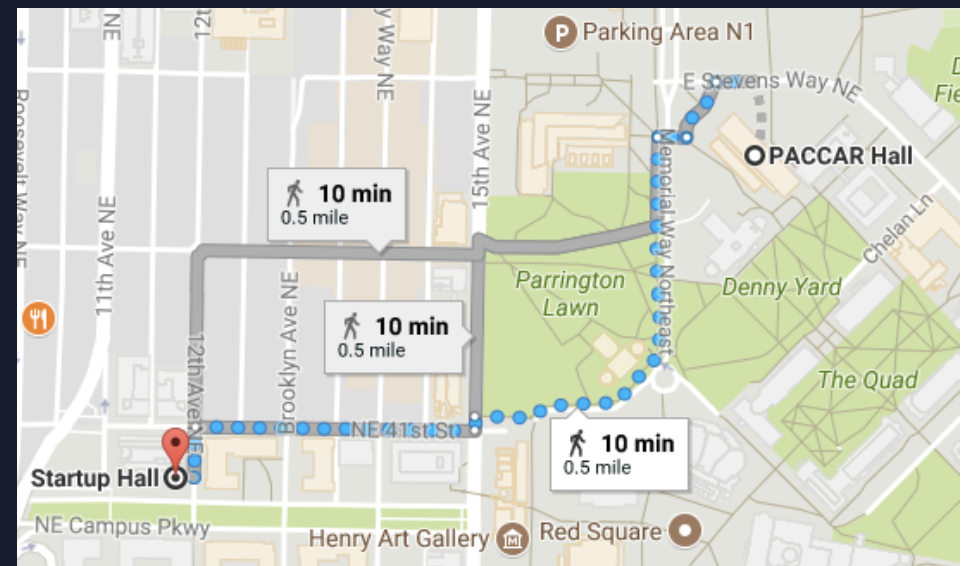 NE
12t
y Way NE
Parking Area N1
D
Fie
E Stevens Way NE
15th Ave NE
PACCAR Hall
Roosevelt Way NE
10 min
0.5 mile
Memorial Way Northeast
Chelan Ln
11th Ave NE
Parrington
Lawn
Denny Yard
Brooklyn Ave NE
10 min
0.5 mile
12th Ave NE
The Quad
NE 41st St
10 min
0.5 mile
Startup Hall
NE Campus Pkwy
Henry Art Gallery
Red Square